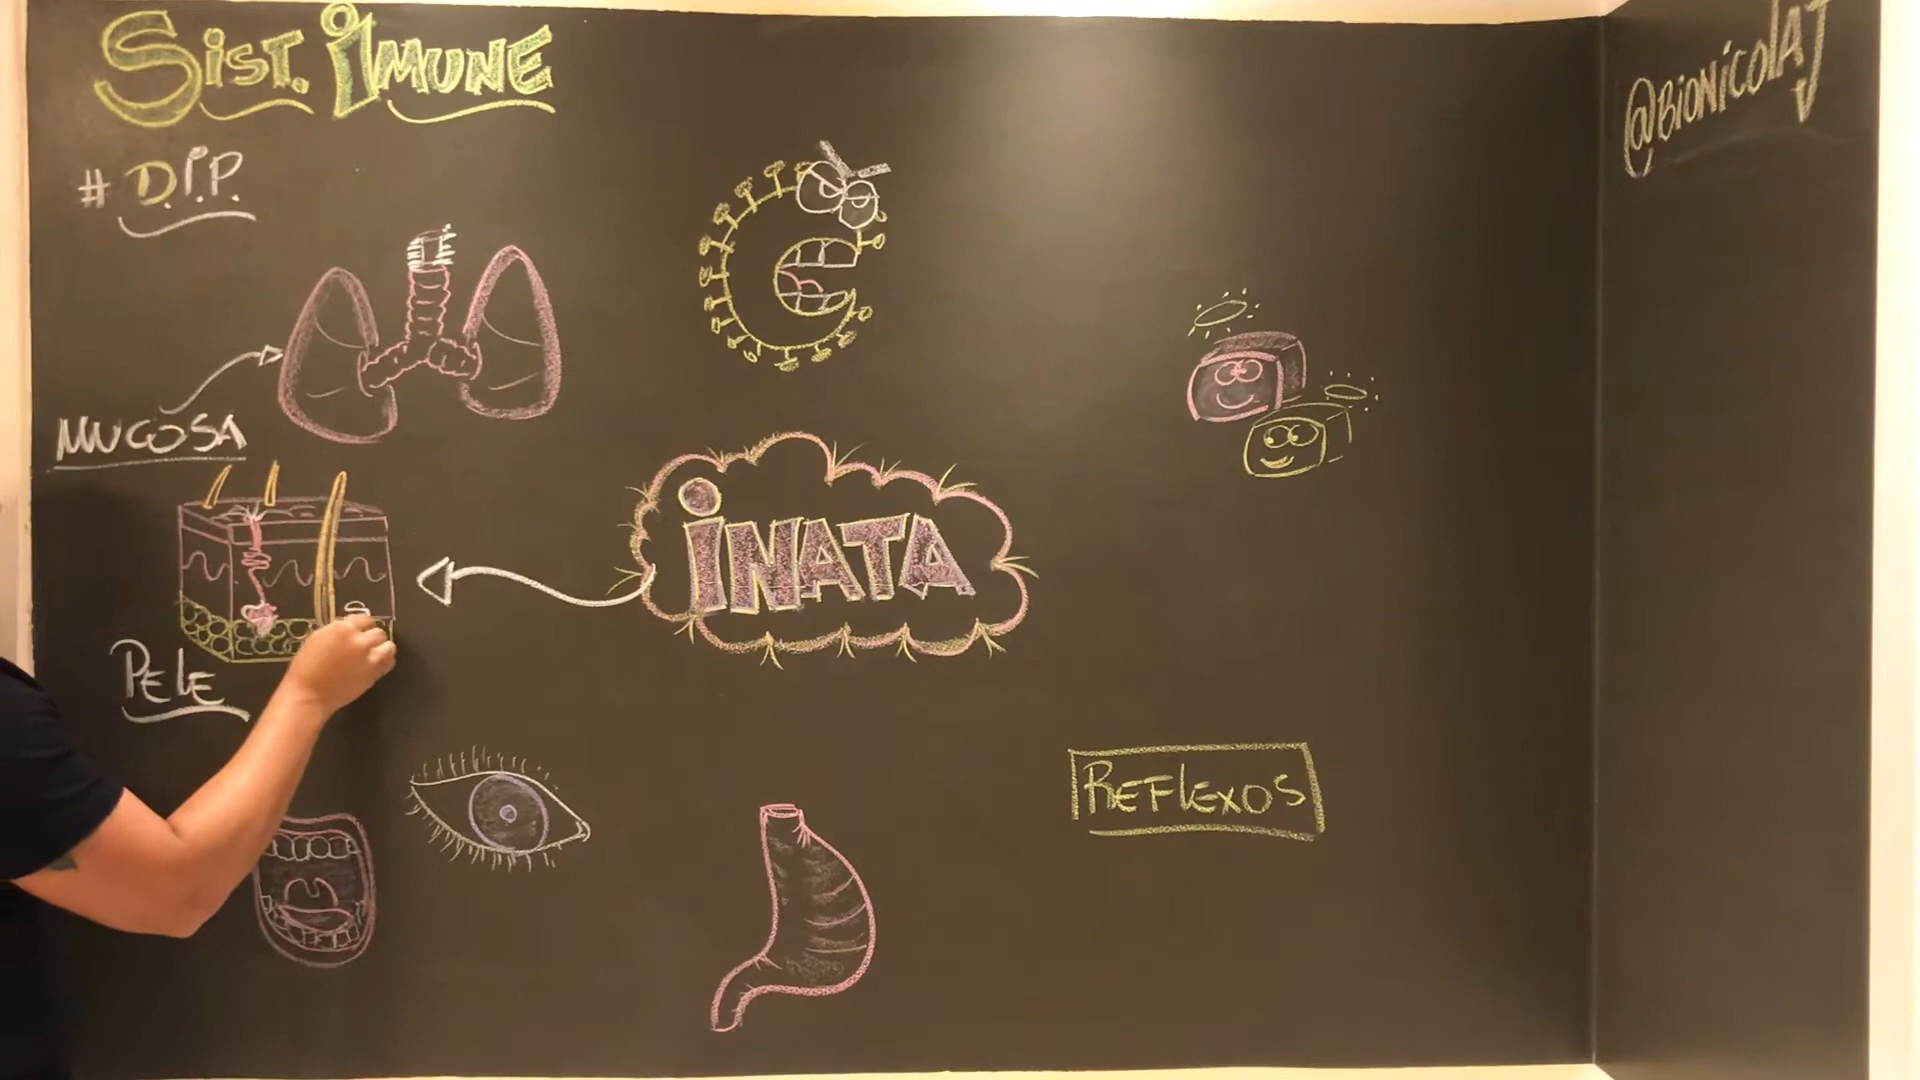 SiST. iMUNE
# D.I.P.
MUCOSA
iNATA
PELE
REFLEXOS
@BiONICOLAJ